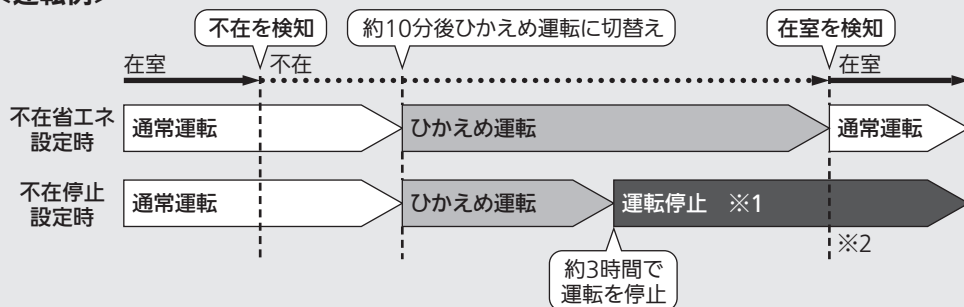 <運転例>
不在を検知
約10分後ひかえめ運転に切替え
在室を検知
在室
不在
在室
不在省エネ
設定時
通常運転
ひかえめ運転
通常運転
不在停止
設定時
通常運転
ひかえめ運転
運転停止 ※1
※2
約3時間で
運転を停止